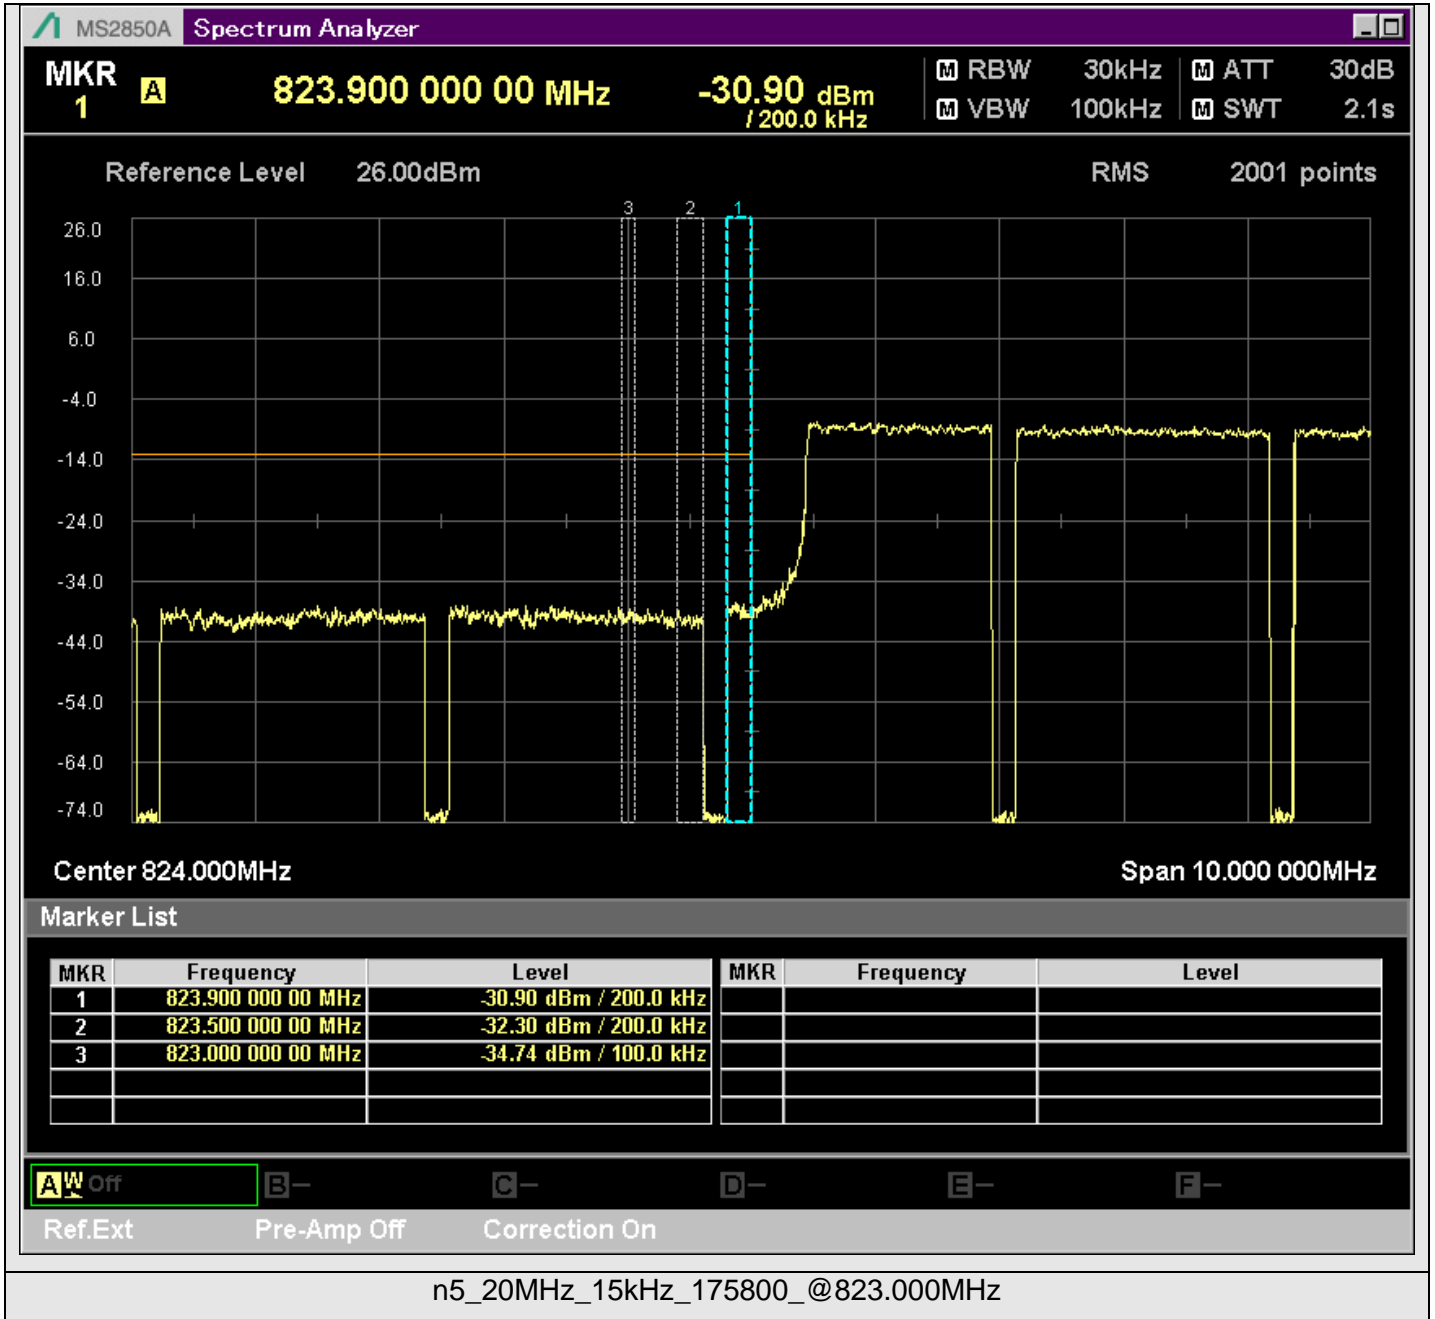 MS2850A Spectrum Analyzer
MKR 1 A 823.900 000 00 MHz -30.90 dBm / 200.0 kHz
M RBW 30kHz M ATT 30dB
M VBW 100kHz M SWT 2.1s
Reference Level 26.00dBm RMS 2001 points
3 2 1
26.0
16.0
6.0
-4.0
-14.0
-24.0
-34.0
-44.0
-54.0
-64.0
-74.0
Center 824.000MHz Span 10.000 000MHz
Marker List
MKR Frequency Level MKR Frequency Level
1 823.900 000 00 MHz -30.90 dBm / 200.0 kHz
2 823.500 000 00 MHz -32.30 dBm / 200.0 kHz
3 823.000 000 00 MHz -34.74 dBm / 100.0 kHz
A W Off B – C – D – E – F –
Ref.Ext Pre-Amp Off Correction On
n5_20MHz_15kHz_175800_@823.000MHz